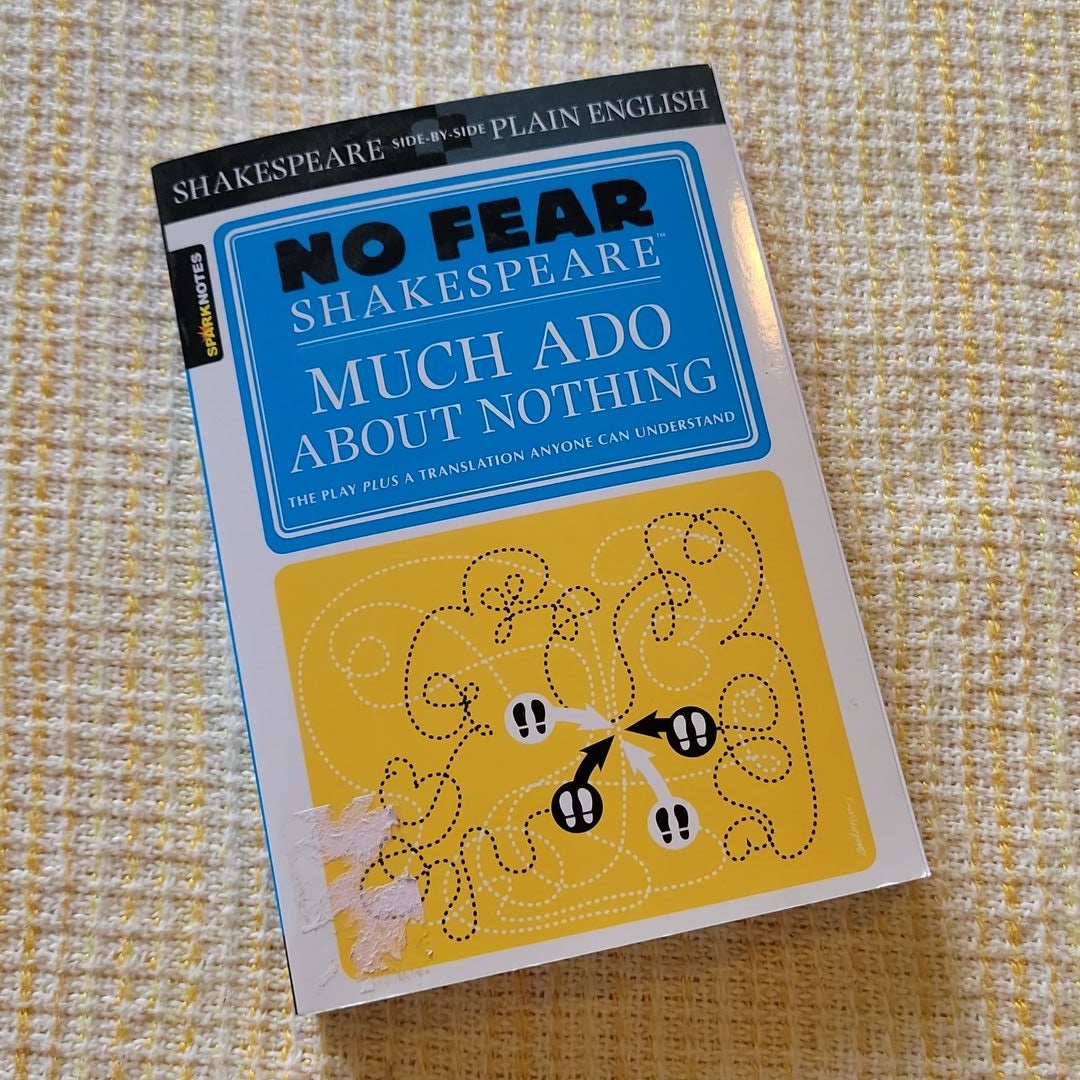 SHAKESPEARE SIDE-BY-SIDE PLAIN ENGLISH
SPARKNOTES
NO FEAR
SHAKESPEARE™
MUCH ADO
ABOUT NOTHING
THE PLAY PLUS A TRANSLATION ANYONE CAN UNDERSTAND